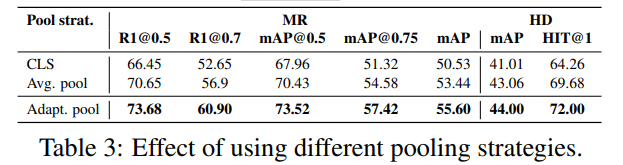 Pool strat. MR HD
R1@0.5 R1@0.7 mAP@0.5 mAP@0.75 mAP mAP HIT@1
CLS 66.45 52.65 67.96 51.32 50.53 41.01 64.26
Avg. pool 70.65 56.9 70.43 54.58 53.44 43.06 69.68
Adapt. pool 73.68 60.90 73.52 57.42 55.60 44.00 72.00
Table 3: Effect of using different pooling strategies.